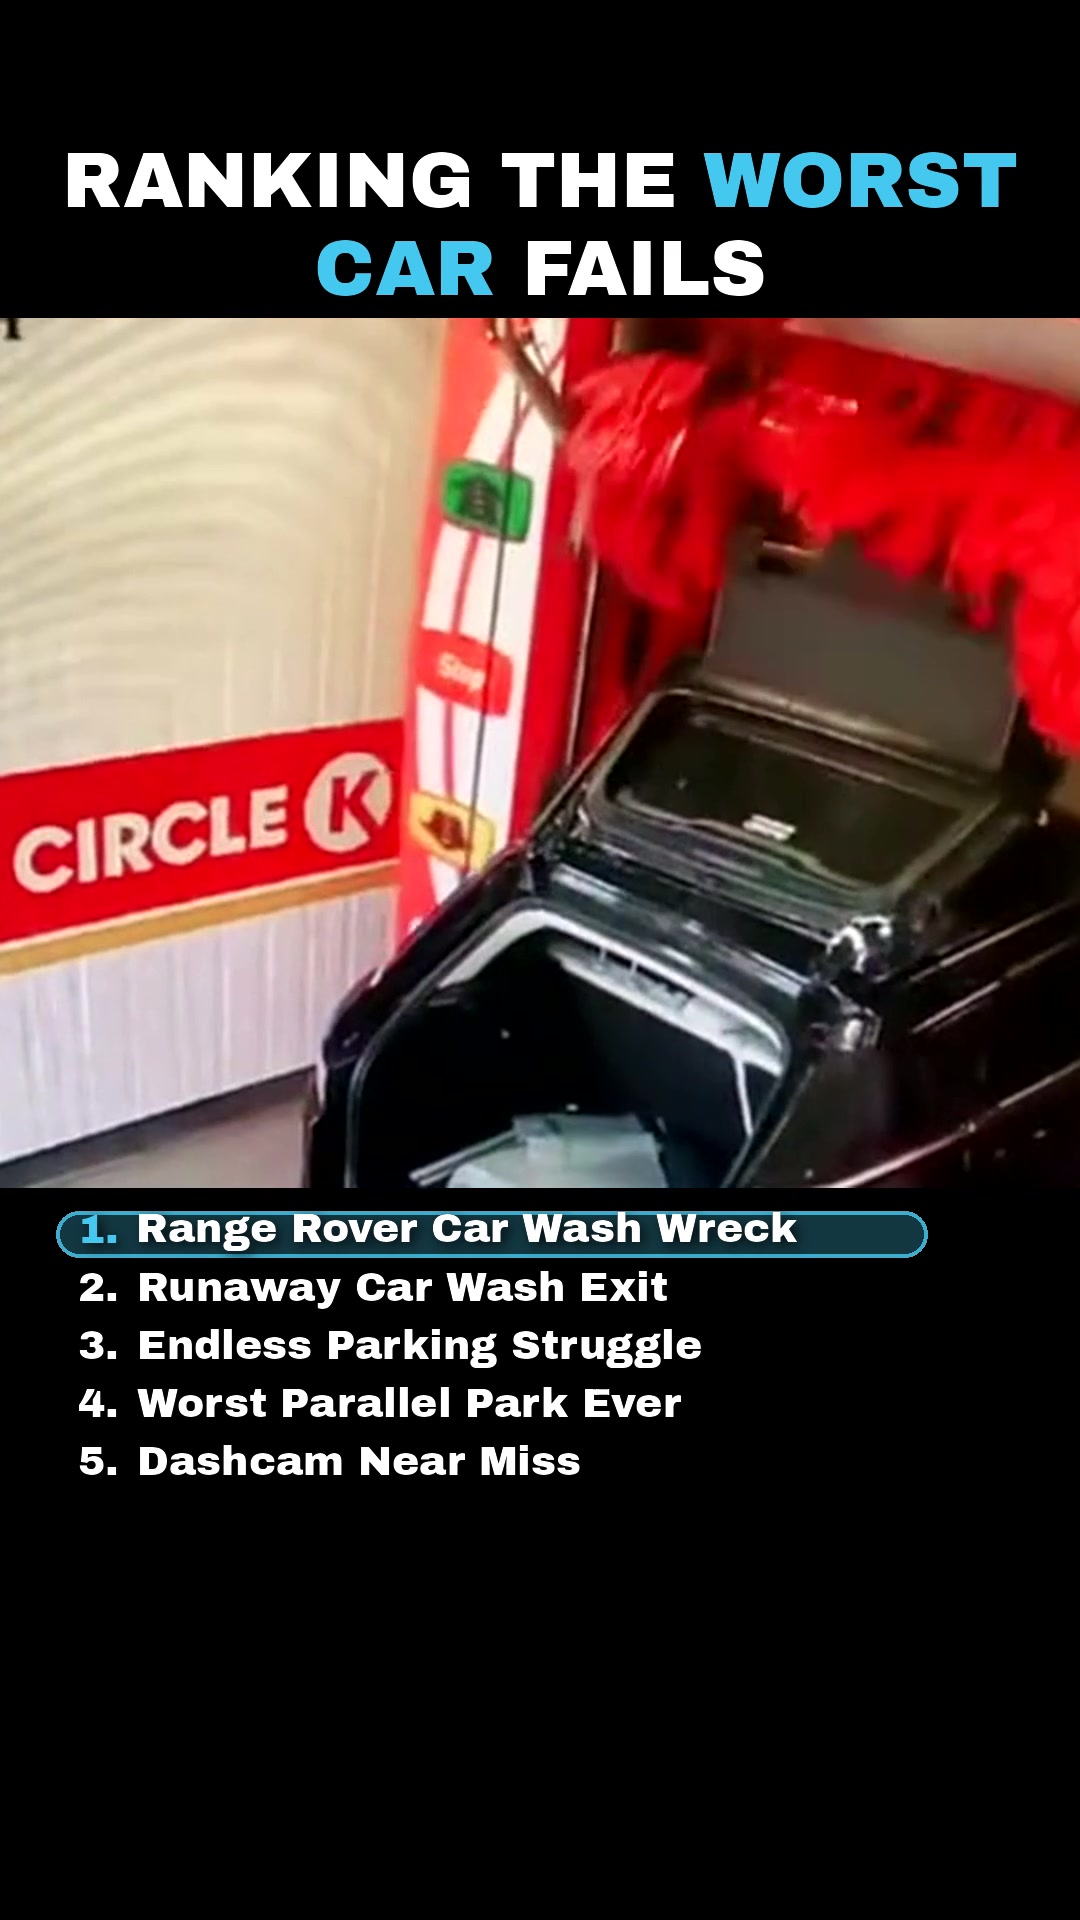 RANKING THE WORST
CAR FAILS
Stop
CIRCLE K
1. Range Rover Car Wash Wreck
2. Runaway Car Wash Exit
3. Endless Parking Struggle
4. Worst Parallel Park Ever
5. Dashcam Near Miss